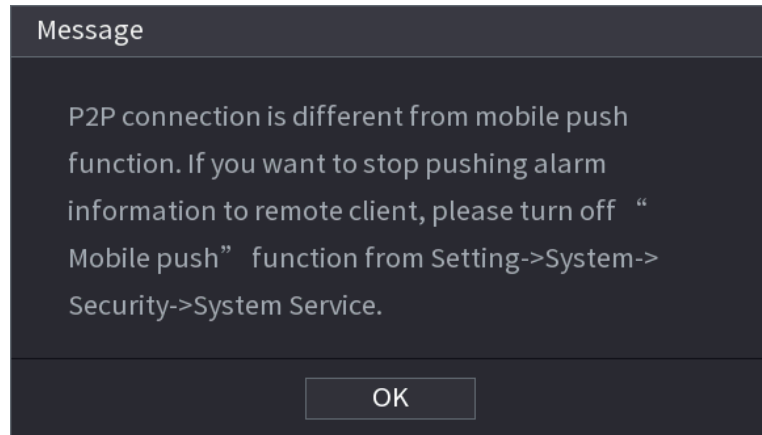 Message
P2P connection is different from mobile push
function. If you want to stop pushing alarm
information to remote client, please turn off “
Mobile push” function from Setting->System->
Security->System Service.
OK